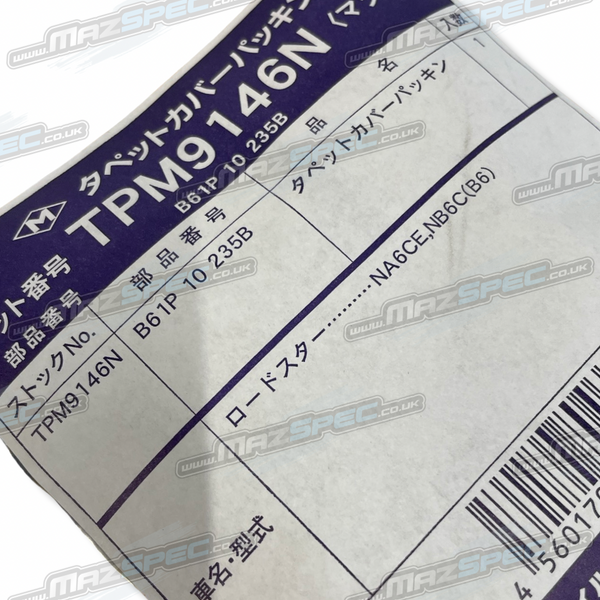 タペットカバーパッキン
M TPM9146N 〈マツ
ット番号
部品番号 B61P 10 235B
ストックNo. 部品番号 品名 入数
TPM9146N B61P 10 235B タペットカバーパッキン 1
車名・型式 ロードスター………NA6CE,NB6C(B6)
www.MAZSPEC.co.uk